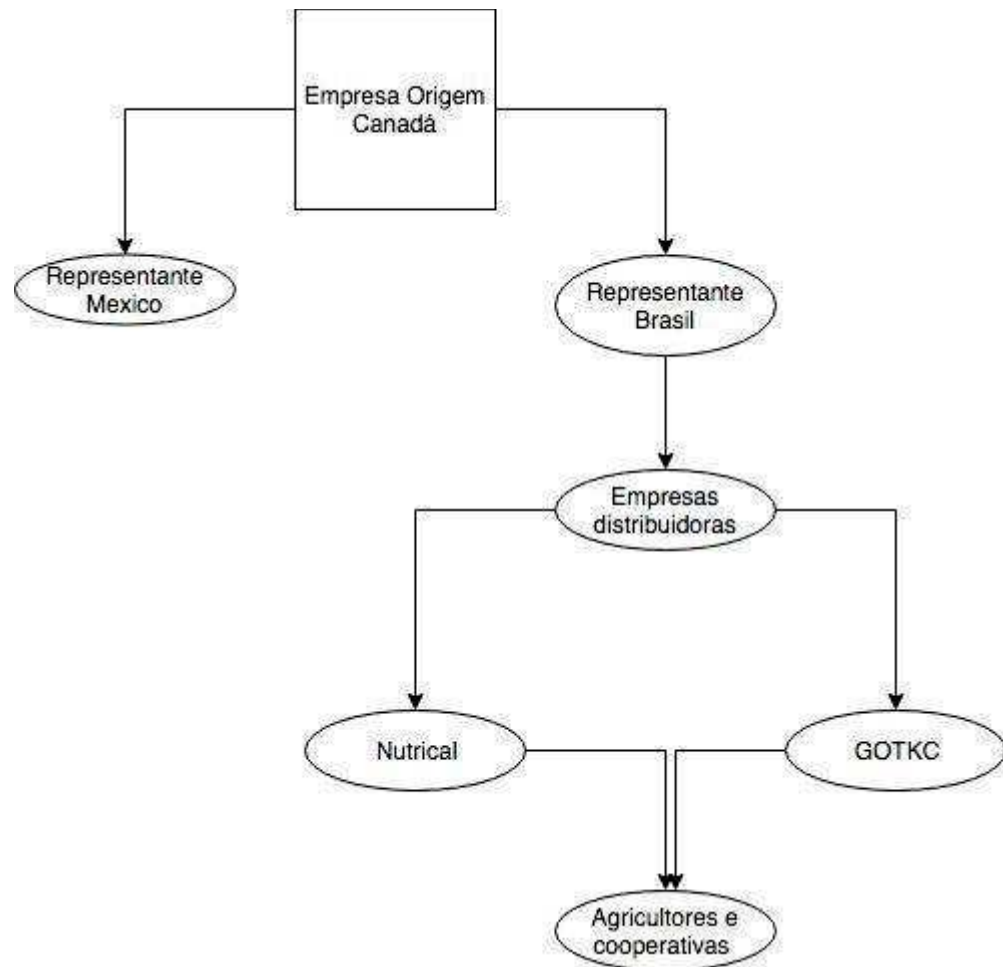 Empresa Origem
Canadá
Representante
Mexico
Representante
Brasil
Empresas
distribuidoras
Nutrical
GOTKC
Agricultores e
cooperativas